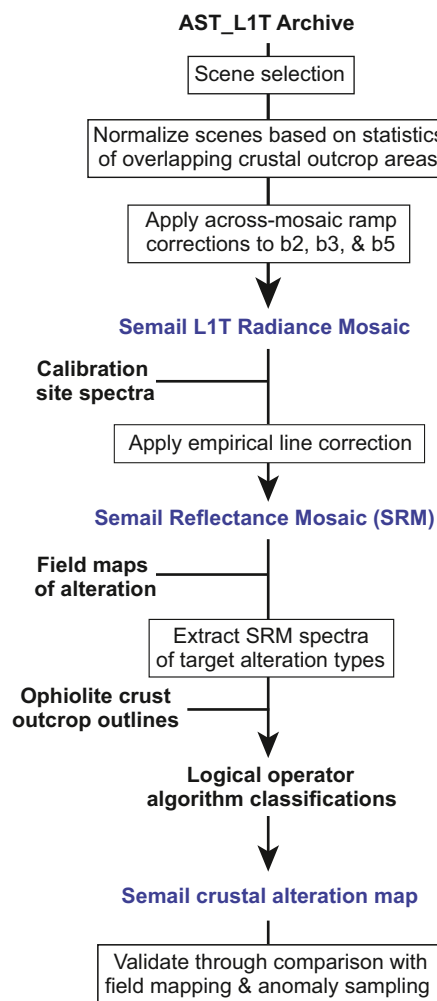 AST_L1T Archive
Scene selection
Normalize scenes based on statistics
of overlapping crustal outcrop areas
Apply across-mosaic ramp
corrections to b2, b3, & b5
Semail L1T Radiance Mosaic
Calibration
site spectra
Apply empirical line correction
Semail Reflectance Mosaic (SRM)
Field maps
of alteration
Extract SRM spectra
of target alteration types
Ophiolite crust
outcrop outlines
Logical operator
algorithm classifications
Semail crustal alteration map
Validate through comparison with
field mapping & anomaly sampling